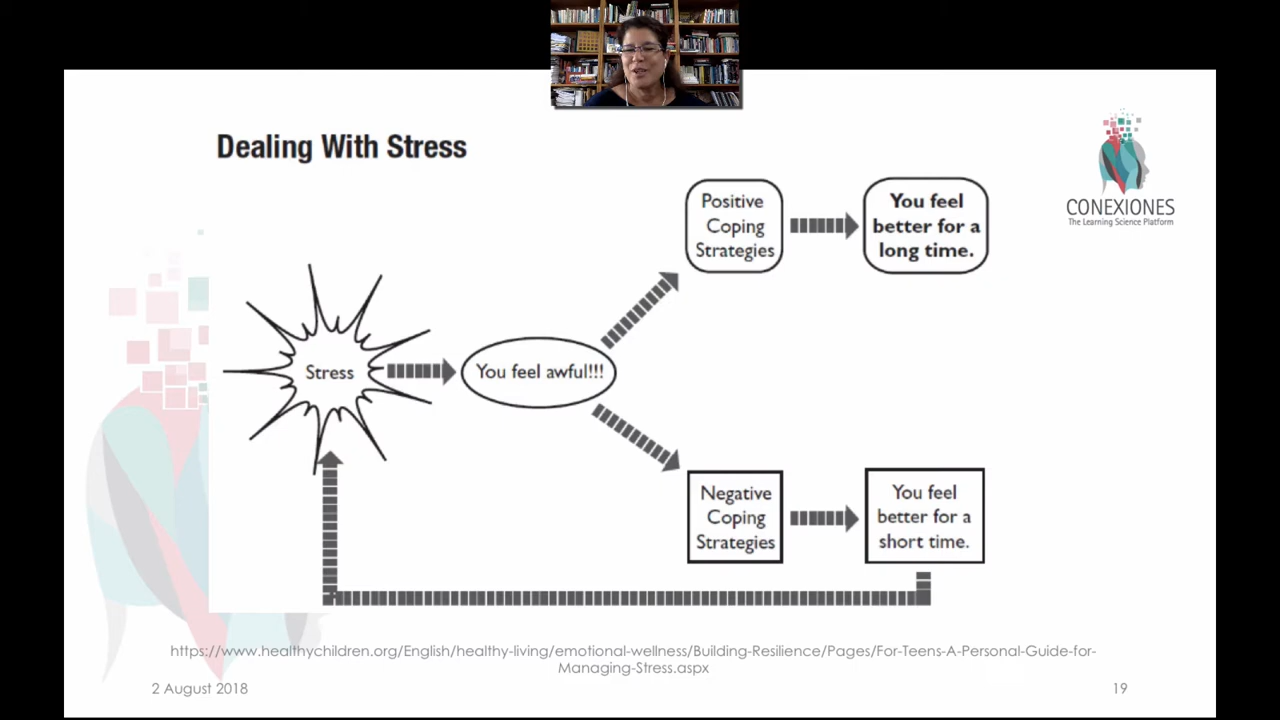 Dealing With Stress
CONEXIONES
The Learning Science Platform
Positive
Coping
Strategies
You feel
better for a
long time.
Stress
You feel awful!!!
Negative
Coping
Strategies
You feel
better for a
short time.
https://www.healthychildren.org/English/healthy-living/emotional-wellness/Building-Resilience/Pages/For-Teens-A-Personal-Guide-for-
Managing-Stress.aspx
2 August 2018
19